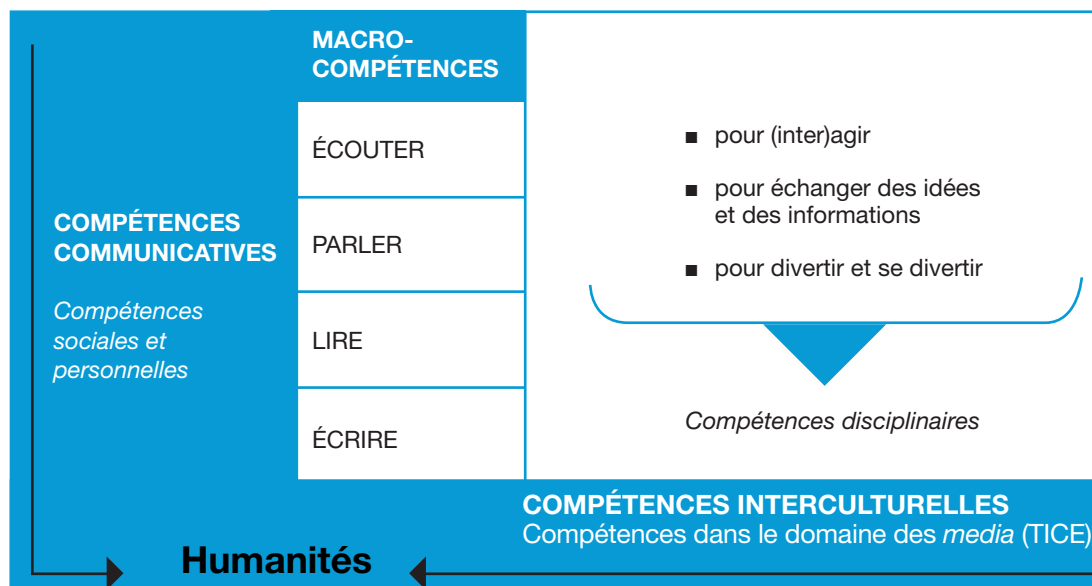 MACRO-
COMPÉTENCES
ÉCOUTER
PARLER
LIRE
ÉCRIRE
COMPÉTENCES
COMMUNICATIVES
Compétences
sociales et
personnelles
■ pour (inter)agir
■ pour échanger des idées
et des informations
■ pour divertir et se divertir
Compétences disciplinaires
COMPÉTENCES INTERCULTURELLES
Compétences dans le domaine des media (TICE)
Humanités